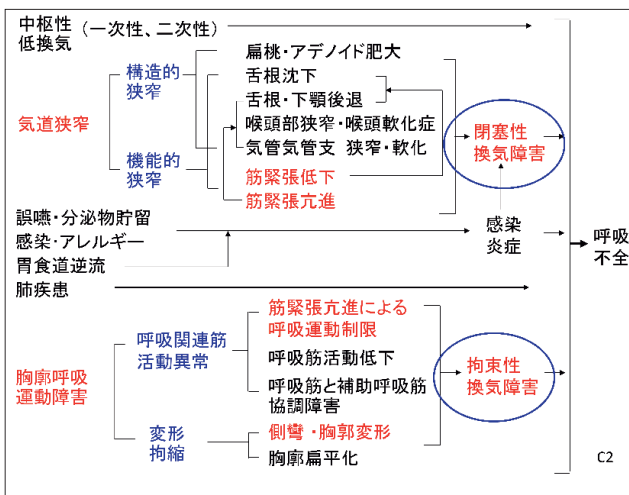 中枢性
低換気
(一次性、二次性)
気道狭窄
構造的
狭窄
機能的
狭窄
扁桃・アデノイド肥大
舌根沈下
舌根・下顎後退
喉頭部狭窄・喉頭軟化症
気管気管支 狭窄・軟化
筋緊張低下
筋緊張亢進
閉塞性
換気障害
誤嚥・分泌物貯留
感染・アレルギー
胃食道逆流
肺疾患
感染
炎症
呼吸
不全
胸廓呼吸
運動障害
呼吸関連筋
活動異常
変形
拘縮
筋緊張亢進による
呼吸運動制限
呼吸筋活動低下
呼吸筋と補助呼吸筋
協調障害
側彎・胸郭変形
胸廓扁平化
拘束性
換気障害
C2